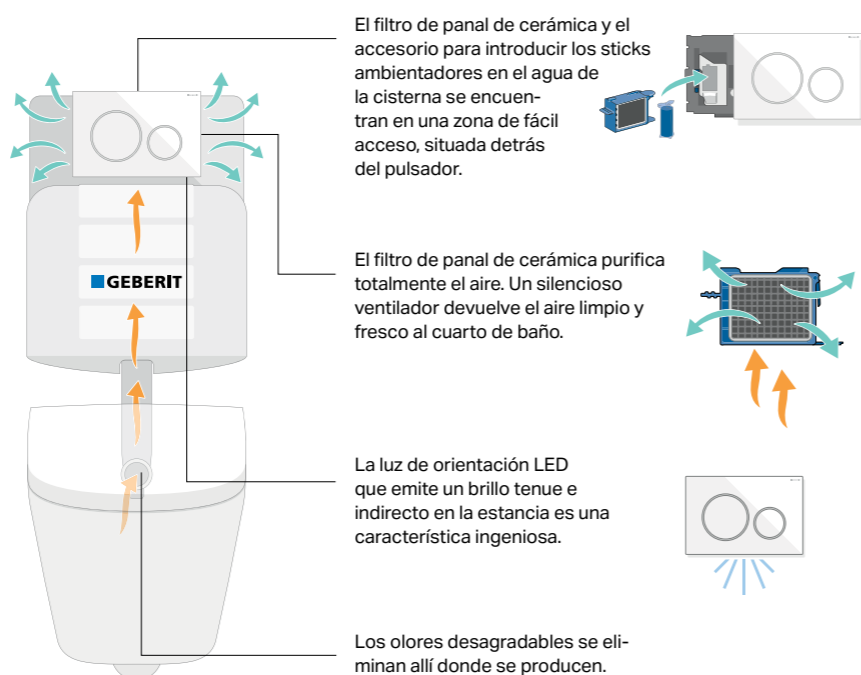 El filtro de panal de cerámica y el
accesorio para introducir los sticks
ambientadores en el agua de
la cisterna se encuen-
tran en una zona de fácil
acceso, situada detrás
del pulsador.
El filtro de panal de cerámica purifica
totalmente el aire. Un silencioso
ventilador devuelve el aire limpio y
fresco al cuarto de baño.
GEBERIT
La luz de orientación LED
que emite un brillo tenue e
indirecto en la estancia es una
característica ingeniosa.
Los olores desagradables se eli-
minan allí donde se producen.